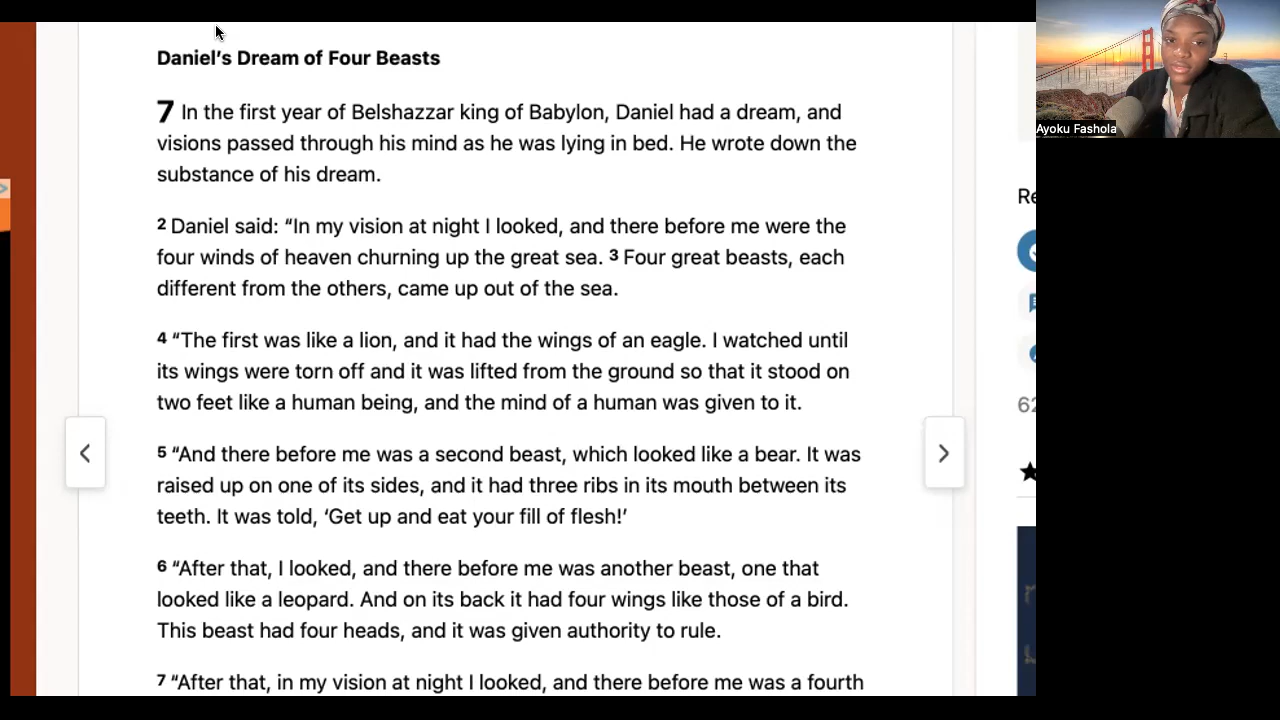 Daniel’s Dream of Four Beasts
7 In the first year of Belshazzar king of Babylon, Daniel had a dream, and
visions passed through his mind as he was lying in bed. He wrote down the
substance of his dream.
2 Daniel said: “In my vision at night I looked, and there before me were the
four winds of heaven churning up the great sea. 3 Four great beasts, each
different from the others, came up out of the sea.
4 “The first was like a lion, and it had the wings of an eagle. I watched until
its wings were torn off and it was lifted from the ground so that it stood on
two feet like a human being, and the mind of a human was given to it.
5 “And there before me was a second beast, which looked like a bear. It was
raised up on one of its sides, and it had three ribs in its mouth between its
teeth. It was told, ‘Get up and eat your fill of flesh!’
6 “After that, I looked, and there before me was another beast, one that
looked like a leopard. And on its back it had four wings like those of a bird.
This beast had four heads, and it was given authority to rule.
7 “After that, in my vision at night I looked, and there before me was a fourth
Ayoku Fashola
Re
62